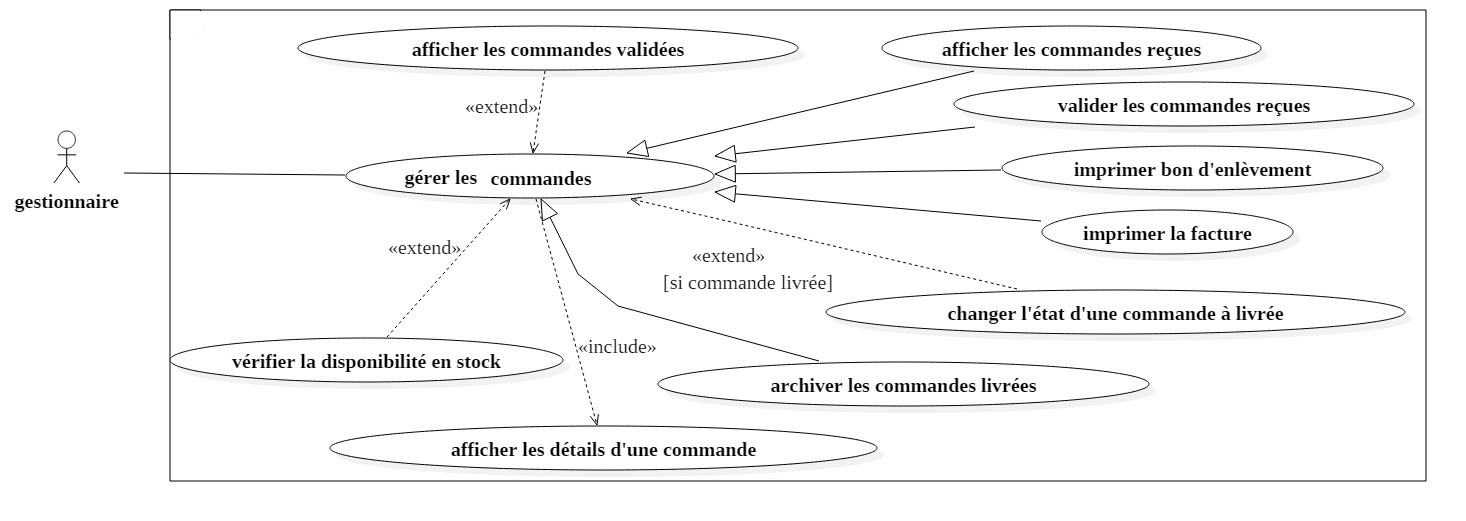 afficher les commandes validées
afficher les commandes reçues
«extend»
valider les commandes reçues
gérer les commandes
imprimer bon d'enlèvement
gestionnaire
imprimer la facture
«extend»
«extend»
[si commande livrée]
changer l'état d'une commande à livrée
«include»
vérifier la disponibilité en stock
archiver les commandes livrées
afficher les détails d'une commande